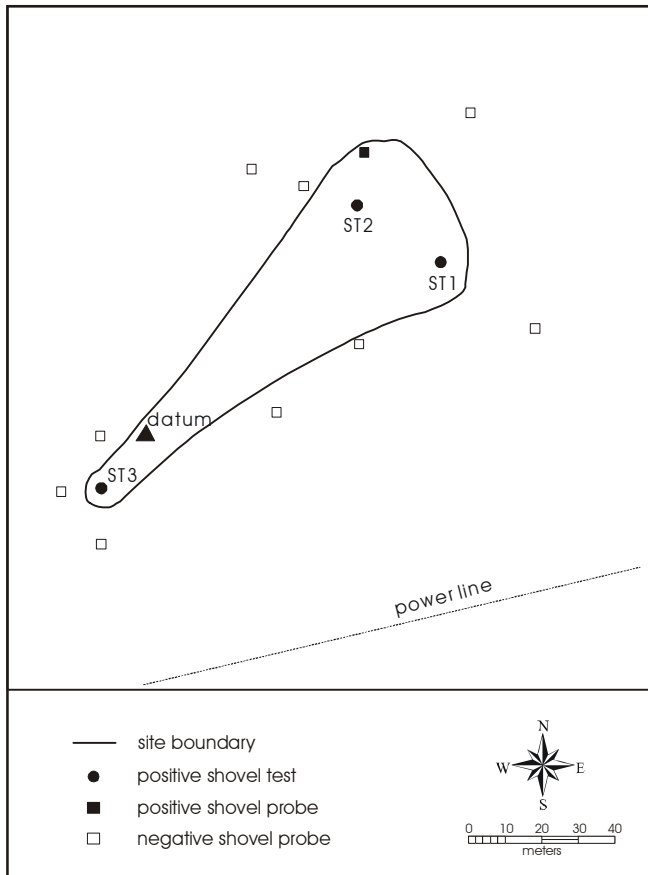 ST2
ST1
datum
ST3
power line
site boundary
positive shovel test
positive shovel probe
negative shovel probe
N
W E
S
0 10 20 30 40
meters